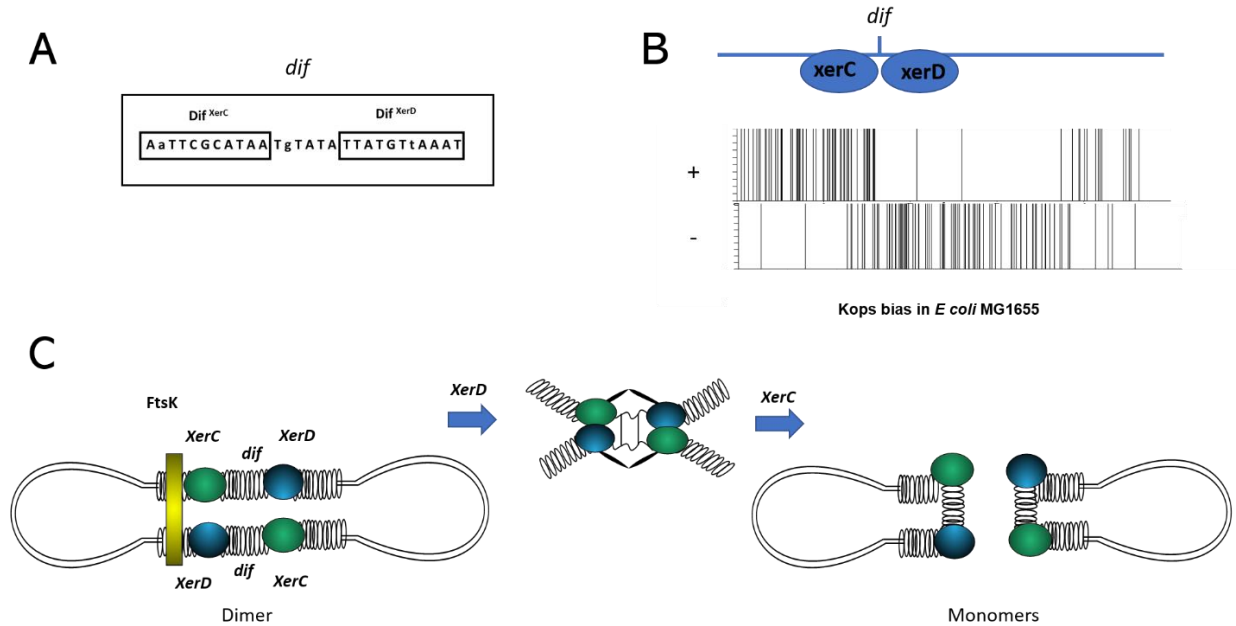 A
dif
Dif XerC
Dif XerD
AaTTCGCATAA TgTATA TTATGTtAAAT
B
dif
xerC
xerD
+
-
Kops bias in E coli MG1655
C
FtsK
XerC
XerD
dif
XerD
dif
XerC
Dimer
XerD
XerC
Monomers